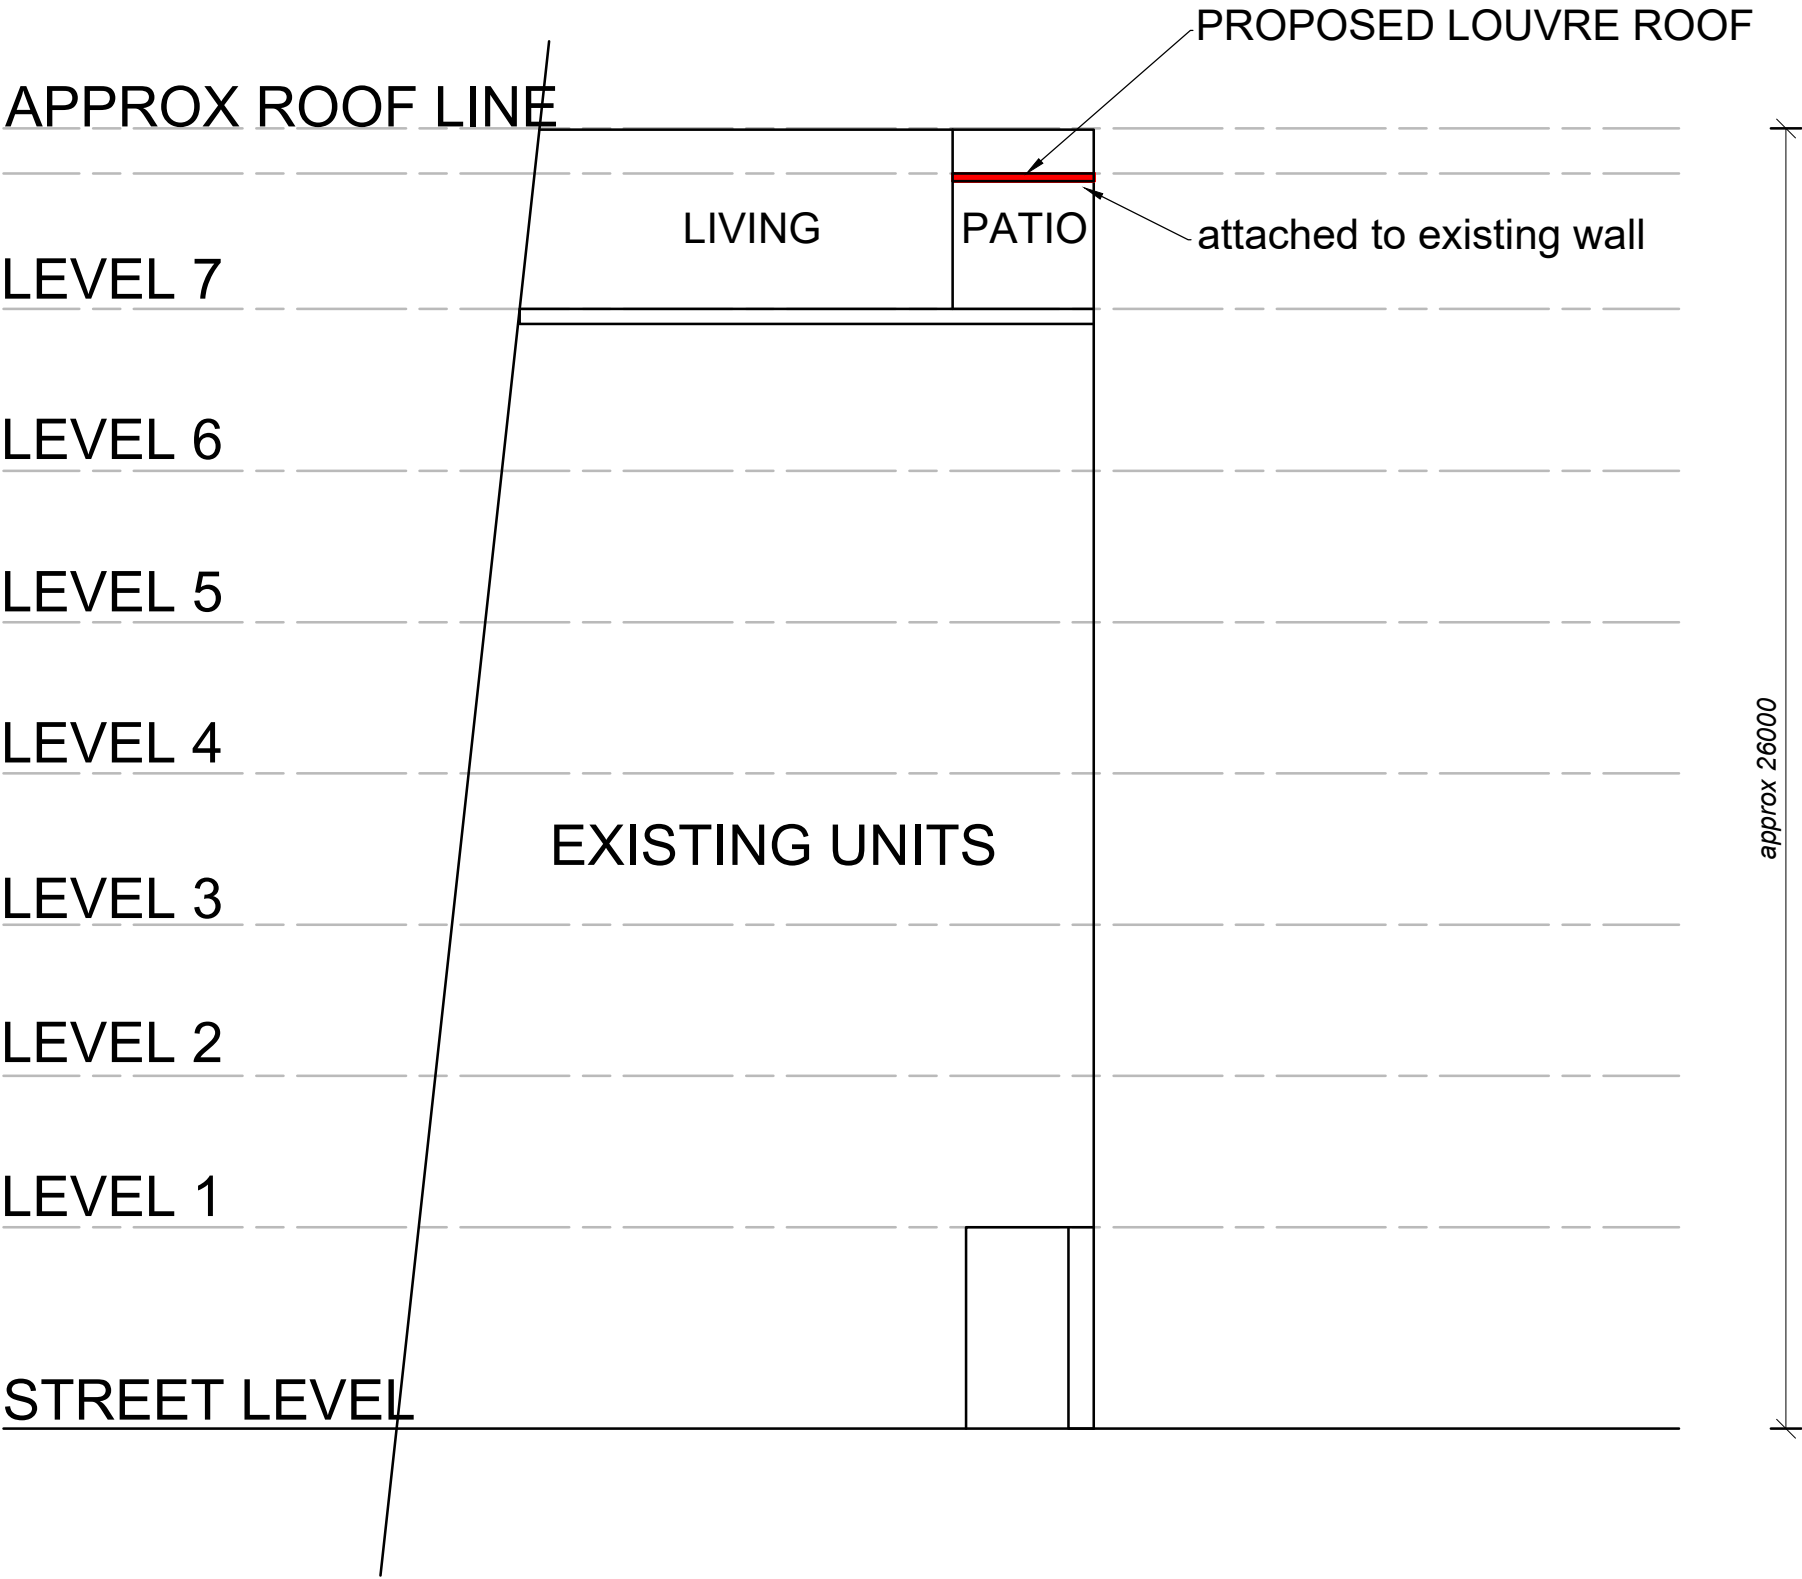 PROPOSED LOUVRE ROOF
APPROX ROOF LINE
LIVING
PATIO
attached to existing wall
LEVEL 7
LEVEL 6
LEVEL 5
LEVEL 4
approx 26000
EXISTING UNITS
LEVEL 3
LEVEL 2
LEVEL 1
STREET LEVEL